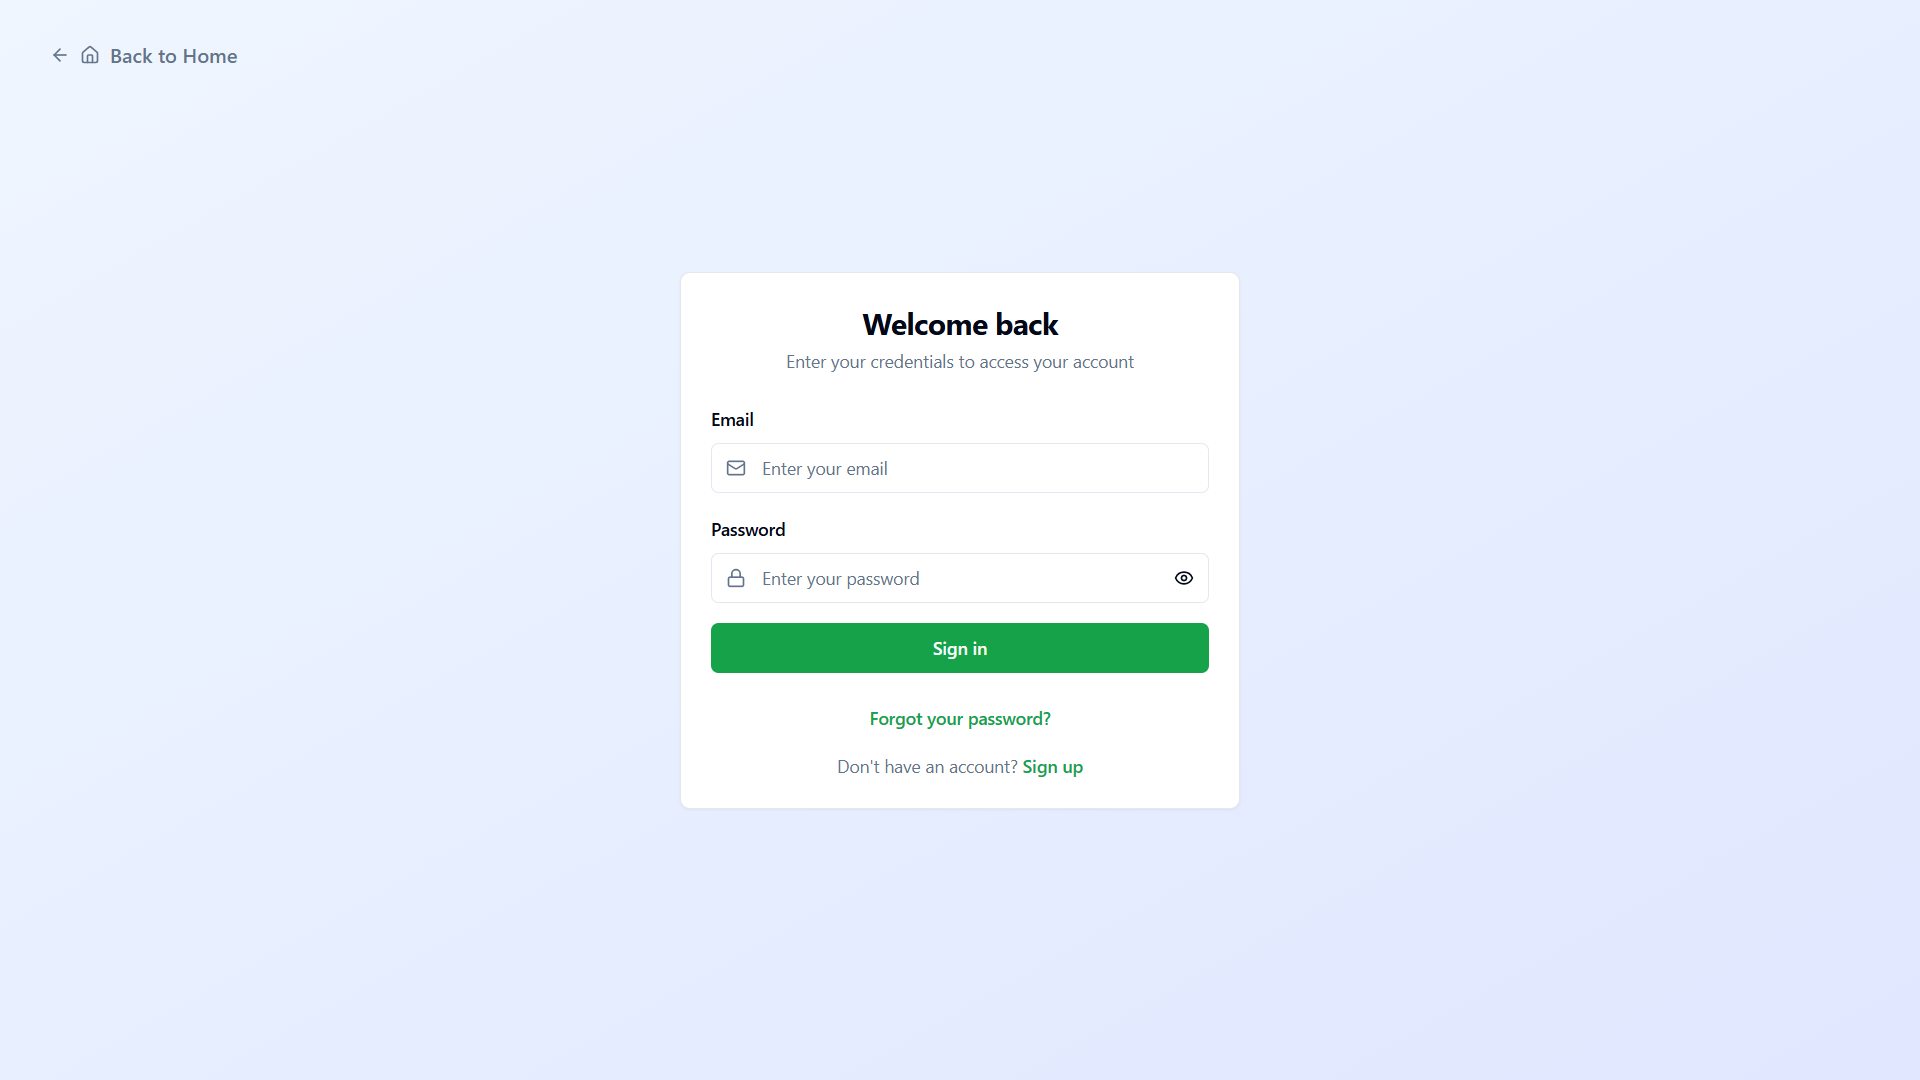 Back to Home
Welcome back
Enter your credentials to access your account
Email
Enter your email
Password
Enter your password
Sign in
Forgot your password?
Don't have an account? Sign up